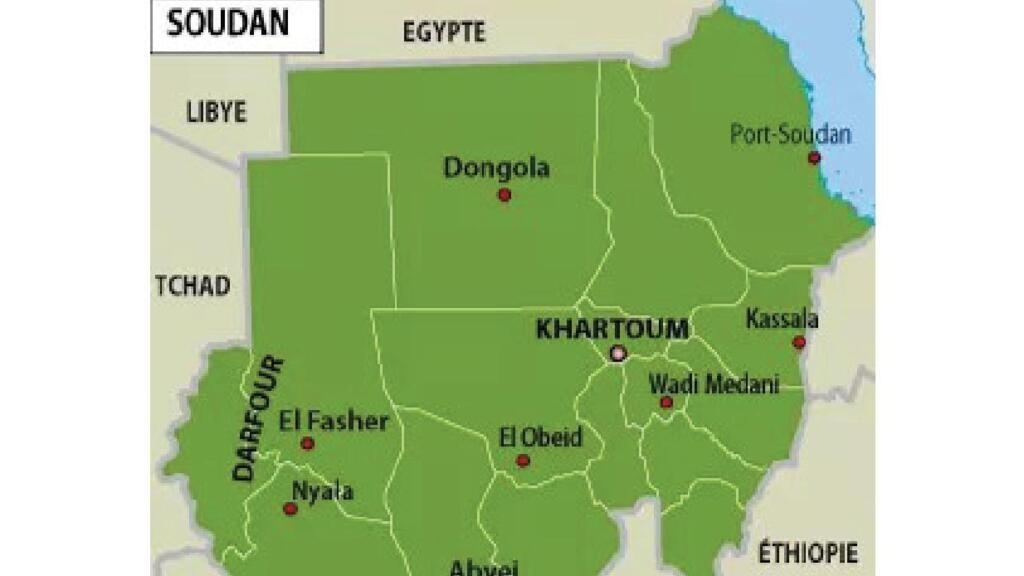 SOUDAN
EGYPTE
LIBYE
Port-Soudan
Dongola
TCHAD
Kassala
KHARTOUM
Wadi Medani
DARFOUR
El Fasher
El Obeid
Nyala
ÉTHIOPIE
Abyei